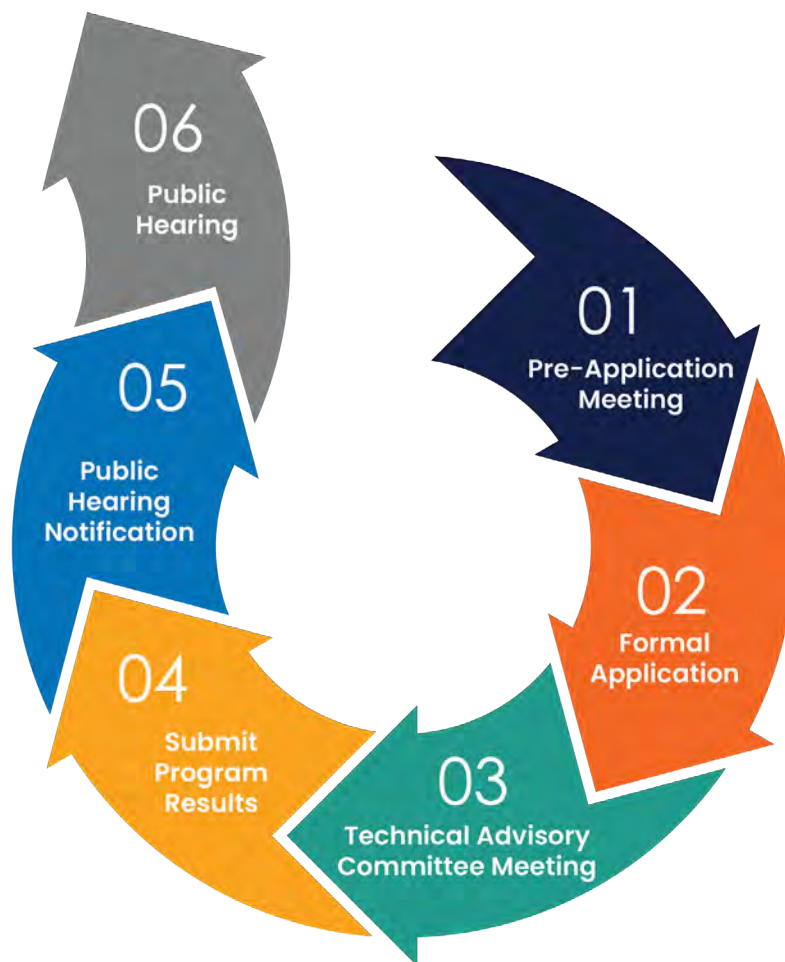 01
Pre-Application
Meeting
02
Formal
Application
03
Technical Advisory
Committee Meeting
04
Submit
Program
Results
05
Public
Hearing
Notification
06
Public
Hearing